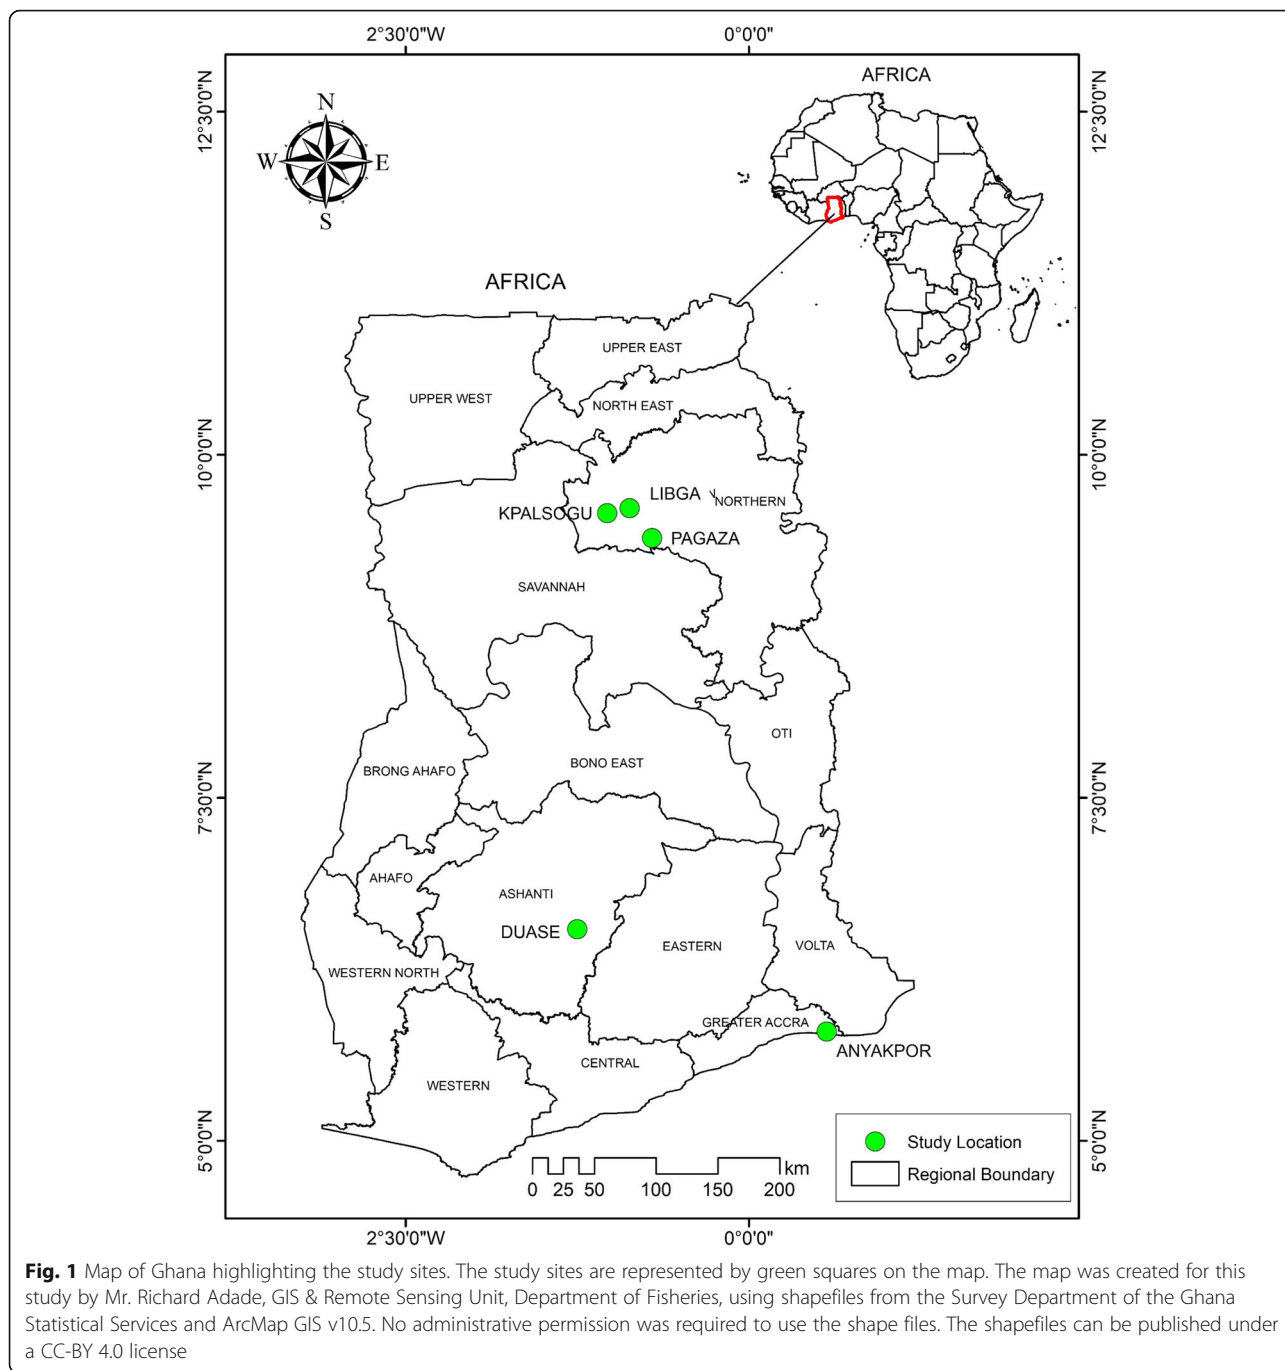 2°30'0"W
0°0'0"
AFRICA
12°30'0"N
12°30'0"N
N
W
E
S
AFRICA
UPPER EAST
UPPER WEST
NORTH EAST
10°0'0"N
10°0'0"N
LIBGA
NORTHERN
KPALSOGU
PAGAZA
SAVANNAH
OTI
BONO EAST
BRONG AHAFO
7°30'0"N
7°30'0"N
AHAFO
ASHANTI
DUASE
EASTERN
VOLTA
WESTERN NORTH
GREATER ACCRA
ANYAKPOR
CENTRAL
WESTERN
5°0'0"N
5°0'0"N
Study Location
Regional Boundary
km
0 25 50 100 150 200
2°30'0"W
0°0'0"
Fig. 1 Map of Ghana highlighting the study sites. The study sites are represented by green squares on the map. The map was created for this
study by Mr. Richard Adade, GIS & Remote Sensing Unit, Department of Fisheries, using shapefiles from the Survey Department of the Ghana
Statistical Services and ArcMap GIS v10.5. No administrative permission was required to use the shape files. The shapefiles can be published under
a CC-BY 4.0 license